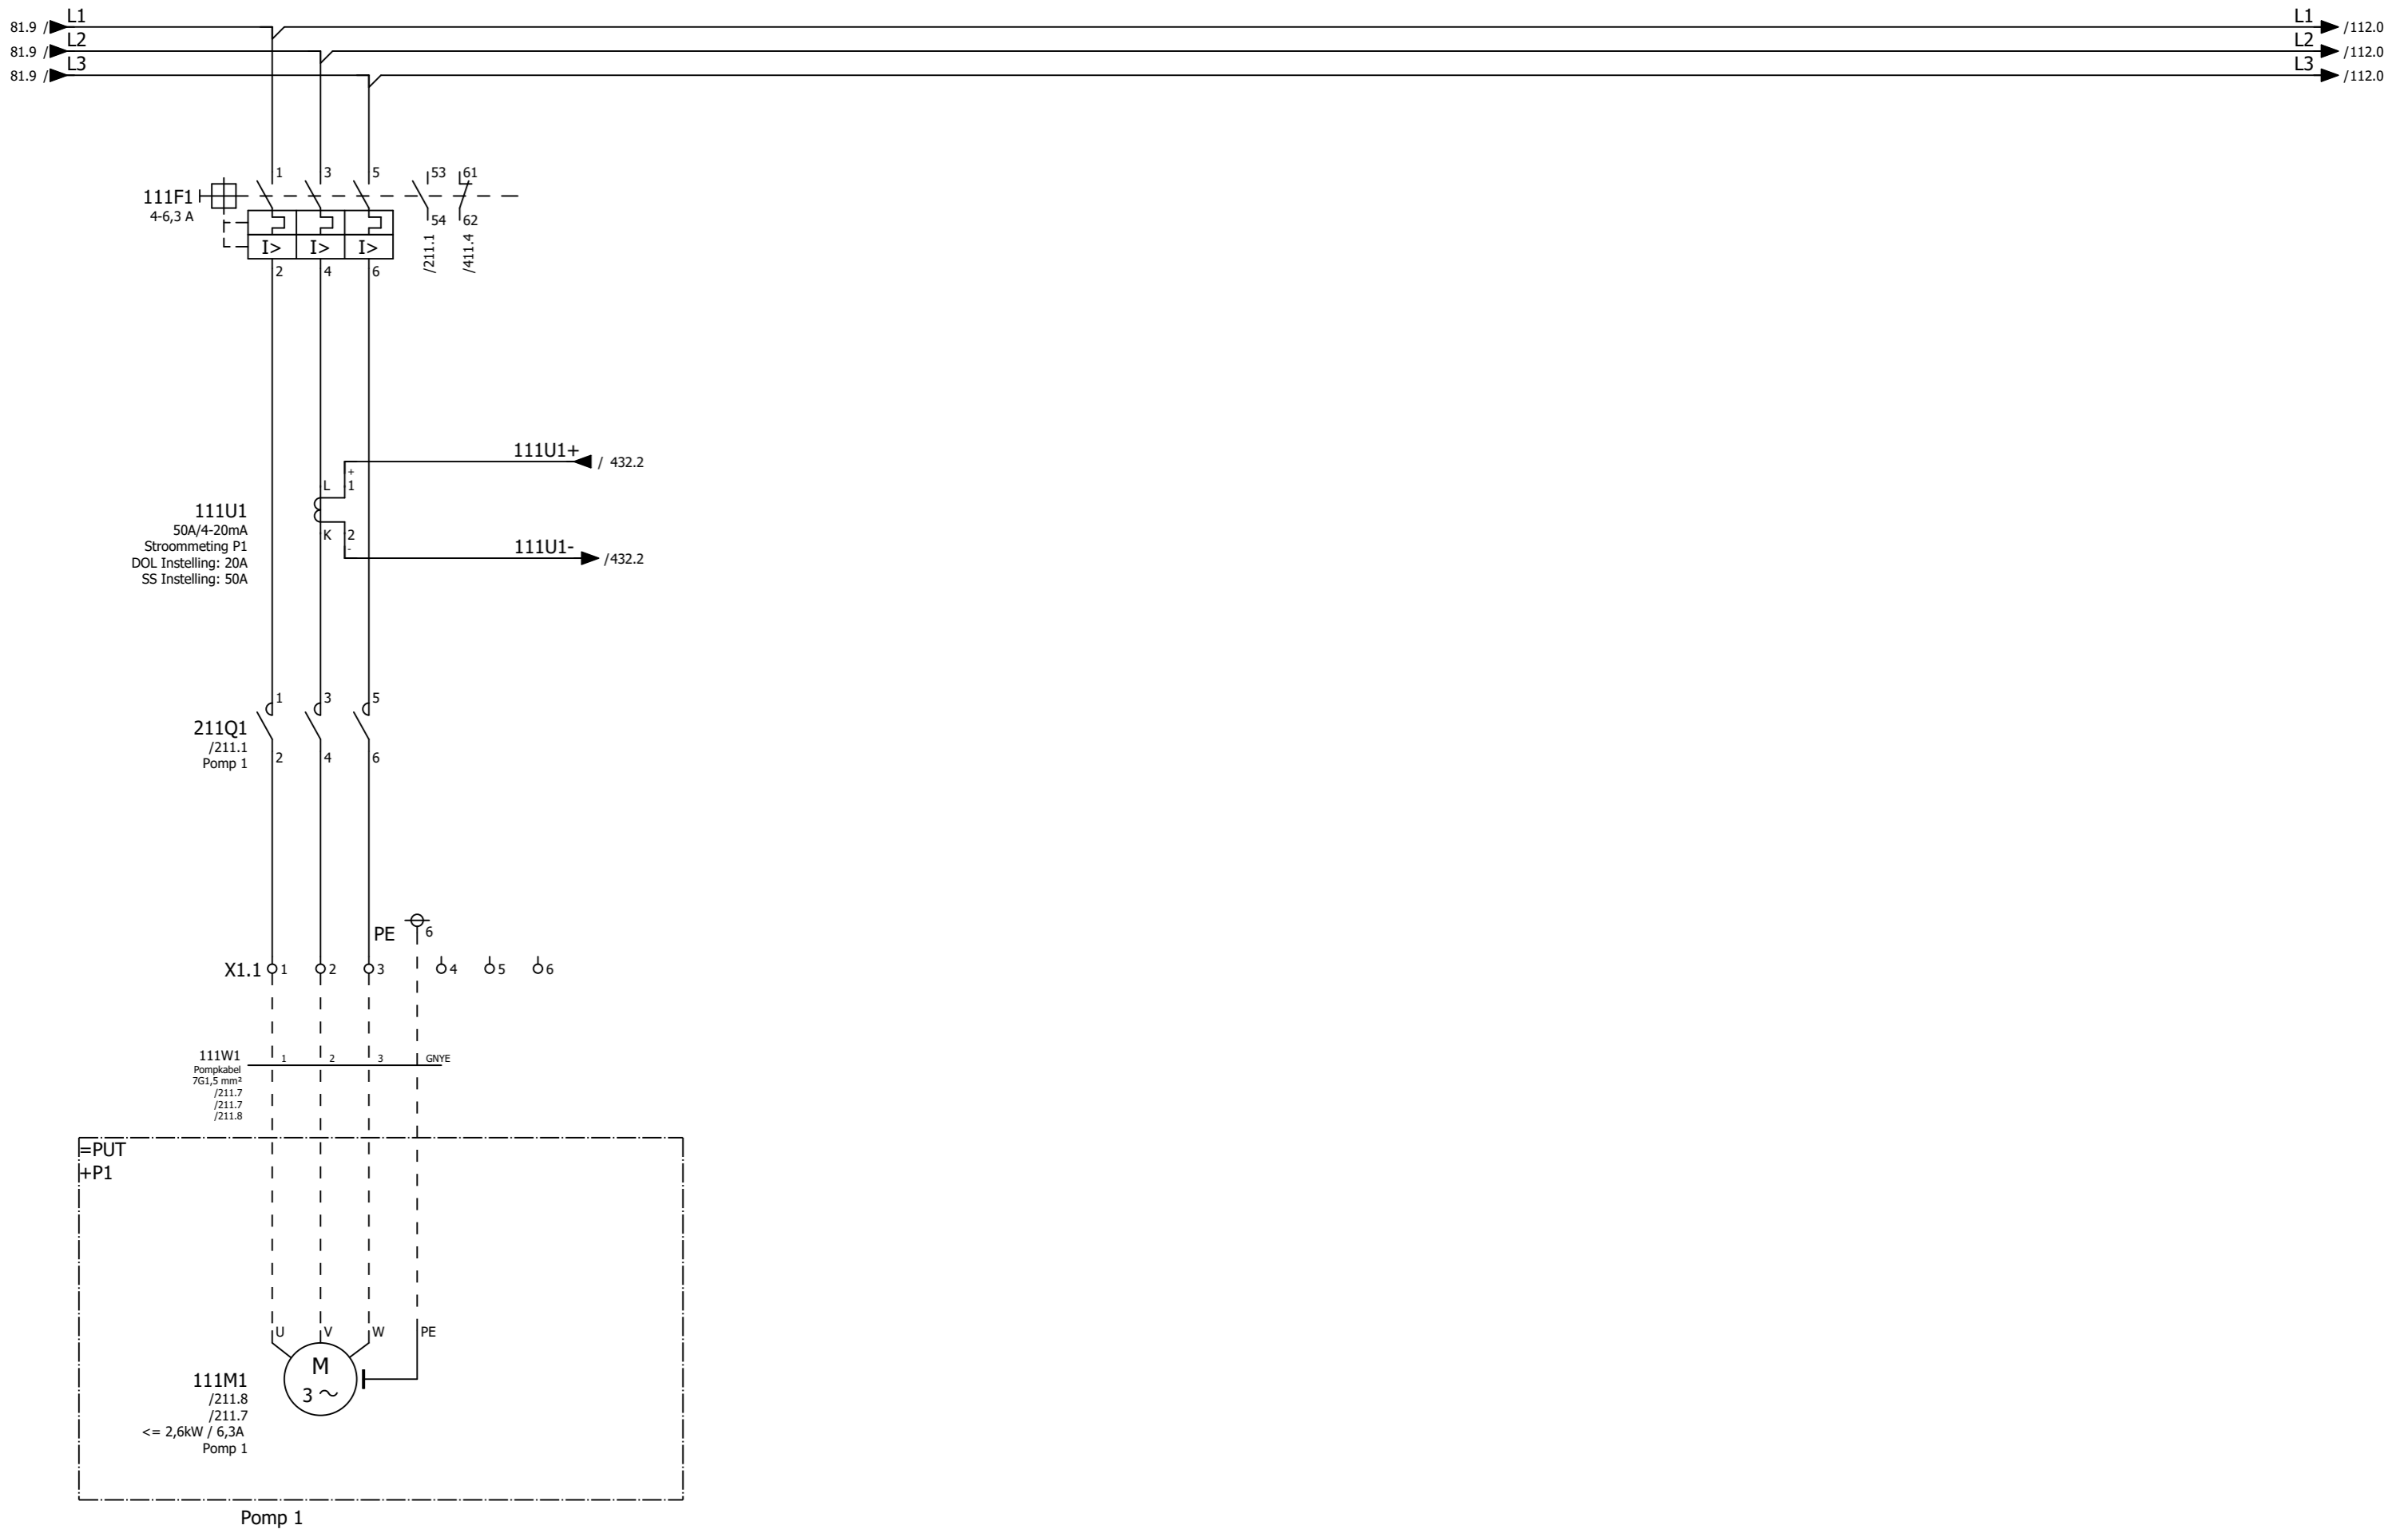 81.9 / L1 L1 /112.0
81.9 / L2 L2 /112.0
81.9 / L3 L3 /112.0
1 3 5 53 61
111F1
4-6,3 A
54 62
I> I> I>
/211.1 /411.4
2 4 6
111U1+ / 432.2
+
L 1
111U1
50A/4-20mA
Stroommeting P1
DOL Instelling: 20A
SS Instelling: 50A
K 2
-
111U1- /432.2
1 3 5
211Q1
/211.1
Pomp 1
2 4 6
PE 6
X1.1 1 2 3 4 5 6
111W1 1 2 3 GNYE
Pompkabel
7G1,5 mm²
/211.7
/211.7
/211.8
=PUT
+P1
U V W PE
M
3 ~
111M1
/211.8
/211.7
<= 2,6kW / 6,3A
Pomp 1
Pomp 1